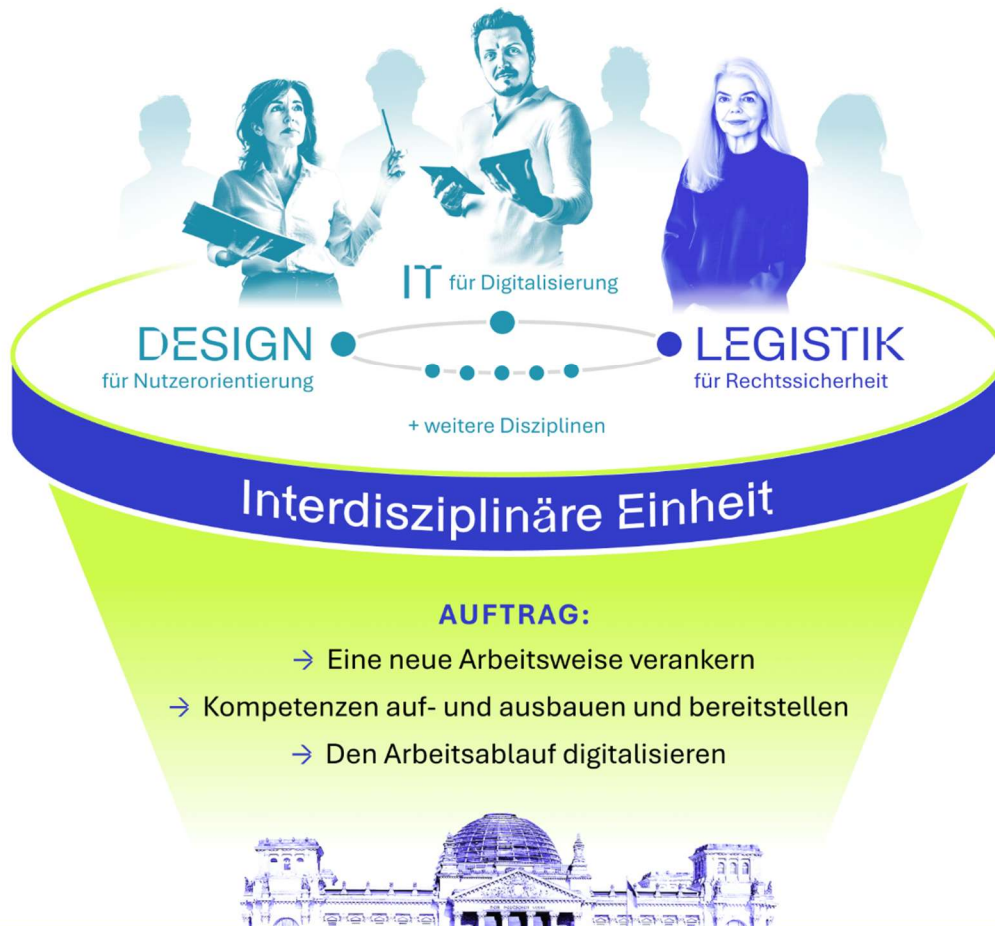 IT für Digitalisierung
DESIGN
für Nutzerorientierung
LEGISTIK
für Rechtssicherheit
+ weitere Disziplinen
Interdisziplinäre Einheit
AUFTRAG:
→ Eine neue Arbeitsweise verankern
→ Kompetenzen auf- und ausbauen und bereitstellen
→ Den Arbeitsablauf digitalisieren